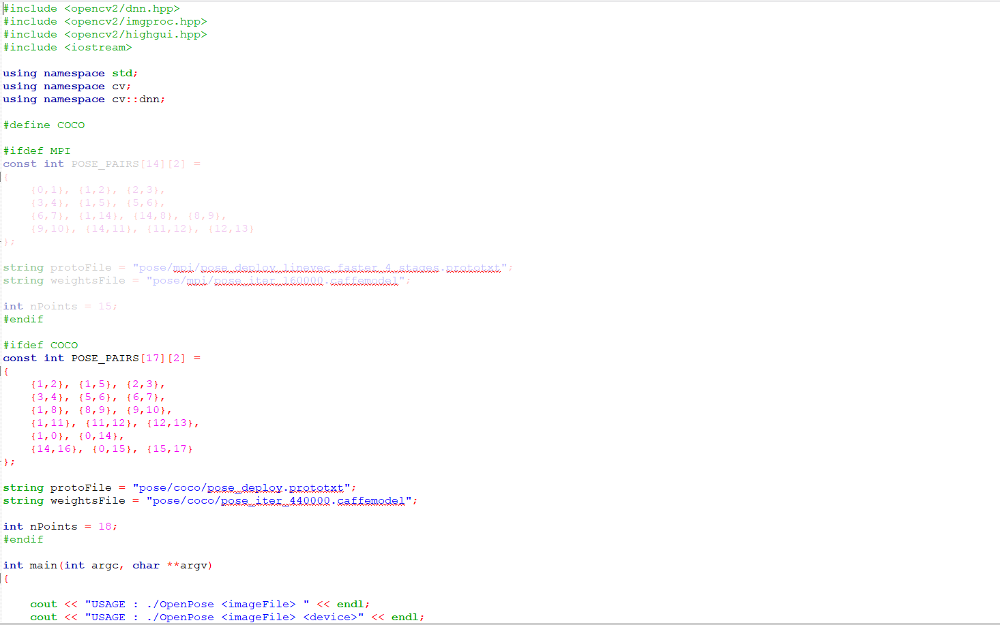 #include <opencv2/dnn.hpp>
#include <opencv2/imgproc.hpp>
#include <opencv2/highgui.hpp>
#include <iostream>
using namespace std;
using namespace cv;
using namespace cv::dnn;
#define COCO
#ifdef MPI
const int POSE_PAIRS[14][2] =
{
    {0,1}, {1,2}, {2,3},
    {3,4}, {1,5}, {5,6},
    {6,7}, {1,14}, {14,8}, {8,9},
    {9,10}, {14,11}, {11,12}, {12,13}
};
string protoFile = "pose/mpi/pose_deploy_linevec_faster_4_stages.prototxt";
string weightsFile = "pose/mpi/pose_iter_160000.caffemodel";
int nPoints = 15;
#endif
#ifdef COCO
const int POSE_PAIRS[17][2] =
{
    {1,2}, {1,5}, {2,3},
    {3,4}, {5,6}, {6,7},
    {1,8}, {8,9}, {9,10},
    {1,11}, {11,12}, {12,13},
    {1,0}, {0,14},
    {14,16}, {0,15}, {15,17}
};
string protoFile = "pose/coco/pose_deploy.prototxt";
string weightsFile = "pose/coco/pose_iter_440000.caffemodel";
int nPoints = 18;
#endif
int main(int argc, char **argv)
{
    cout << "USAGE : ./OpenPose <imageFile> " << endl;
    cout << "USAGE : ./OpenPose <imageFile> <device>" << endl;